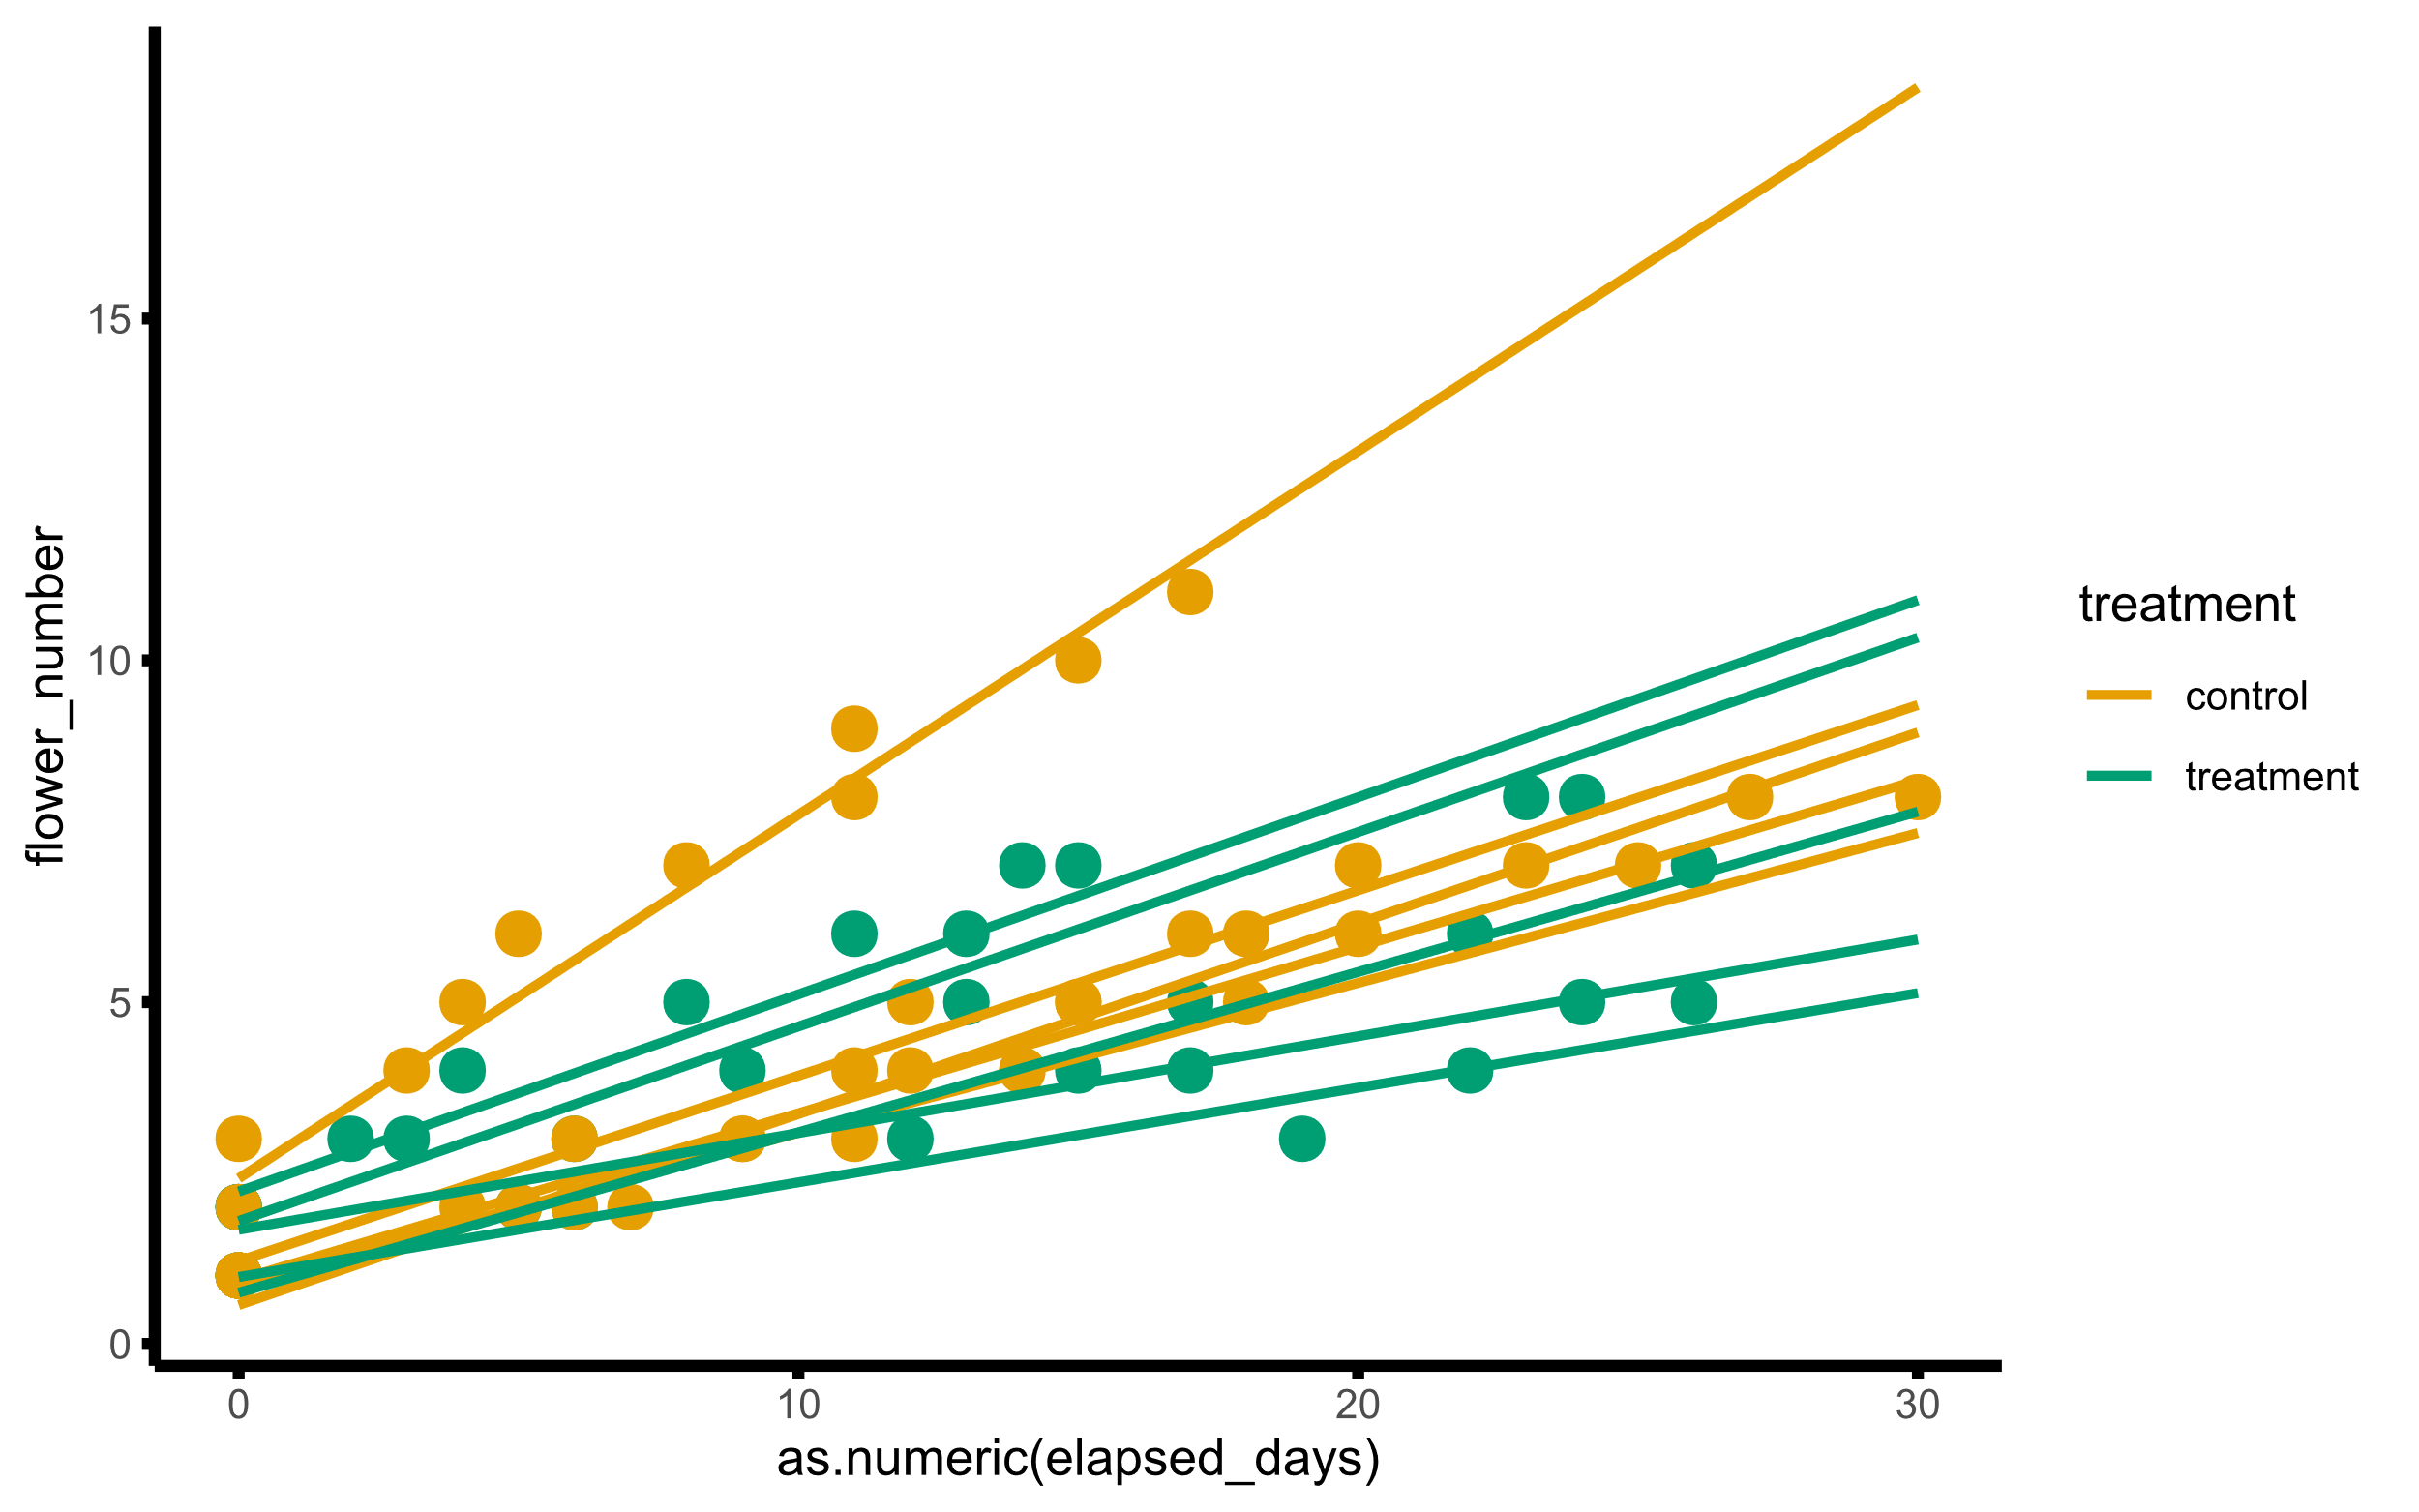 flower_number
15
10
5
0
0 10 20 30
as.numeric(elapsed_days)
treatment
control
treatment